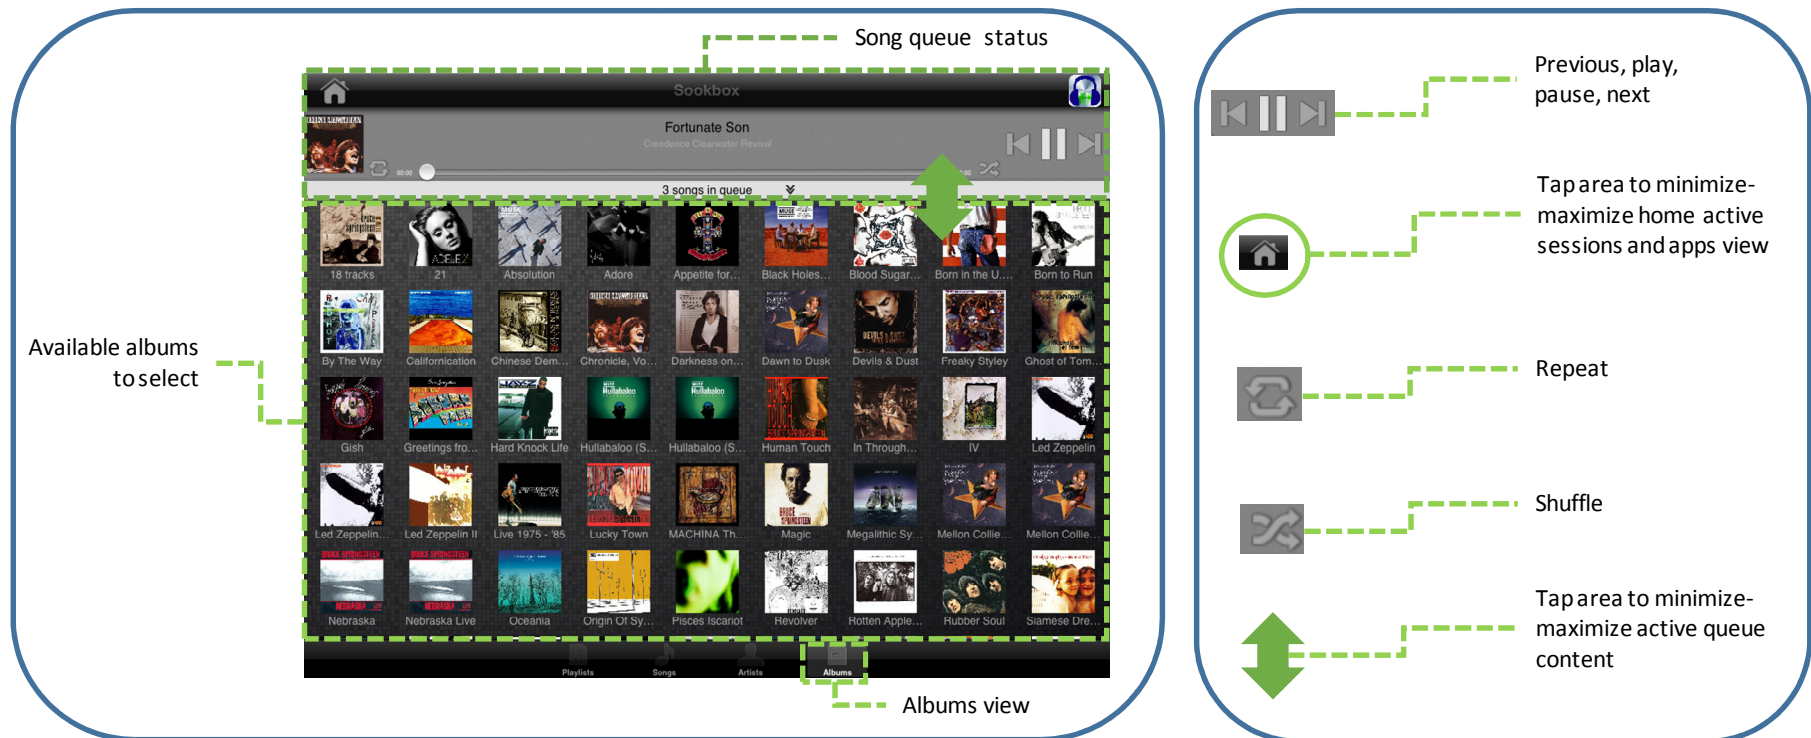 Song queue status
Sookbox
Fortunate Son
Creedence Clearwater Revival
00:00
3 songs in queue
18 tracks
21
Absolution
Adore
Appetite for...
Black Holes...
Blood Sugar...
Born in the U....
Born to Run
By The Way
Californication
Chinese Dem...
Chronicle, Vo...
Darkness on...
Dawn to Dusk
Devils & Dust
Freaky Styley
Ghost of Tom...
Gish
Greetings fro...
Hard Knock Life
Hullabaloo (S...
Hullabaloo (S...
Human Touch
In Through...
IV
Led Zeppelin
Led Zeppelin...
Led Zeppelin II
Live 1975 - '85
Lucky Town
MACHINA Th...
Magic
Megalithic Sy...
Mellon Collie...
Mellon Collie...
Nebraska
Nebraska Live
Oceania
Origin Of Sy...
Pisces Iscariot
Revolver
Rotten Apple...
Rubber Soul
Siamese Dre...
Playlists
Songs
Artists
Albums
Available albums
to select
Albums view
Previous, play,
pause, next
Tap area to minimize-
maximize home active
sessions and apps view
Repeat
Shuffle
Tap area to minimize-
maximize active queue
content